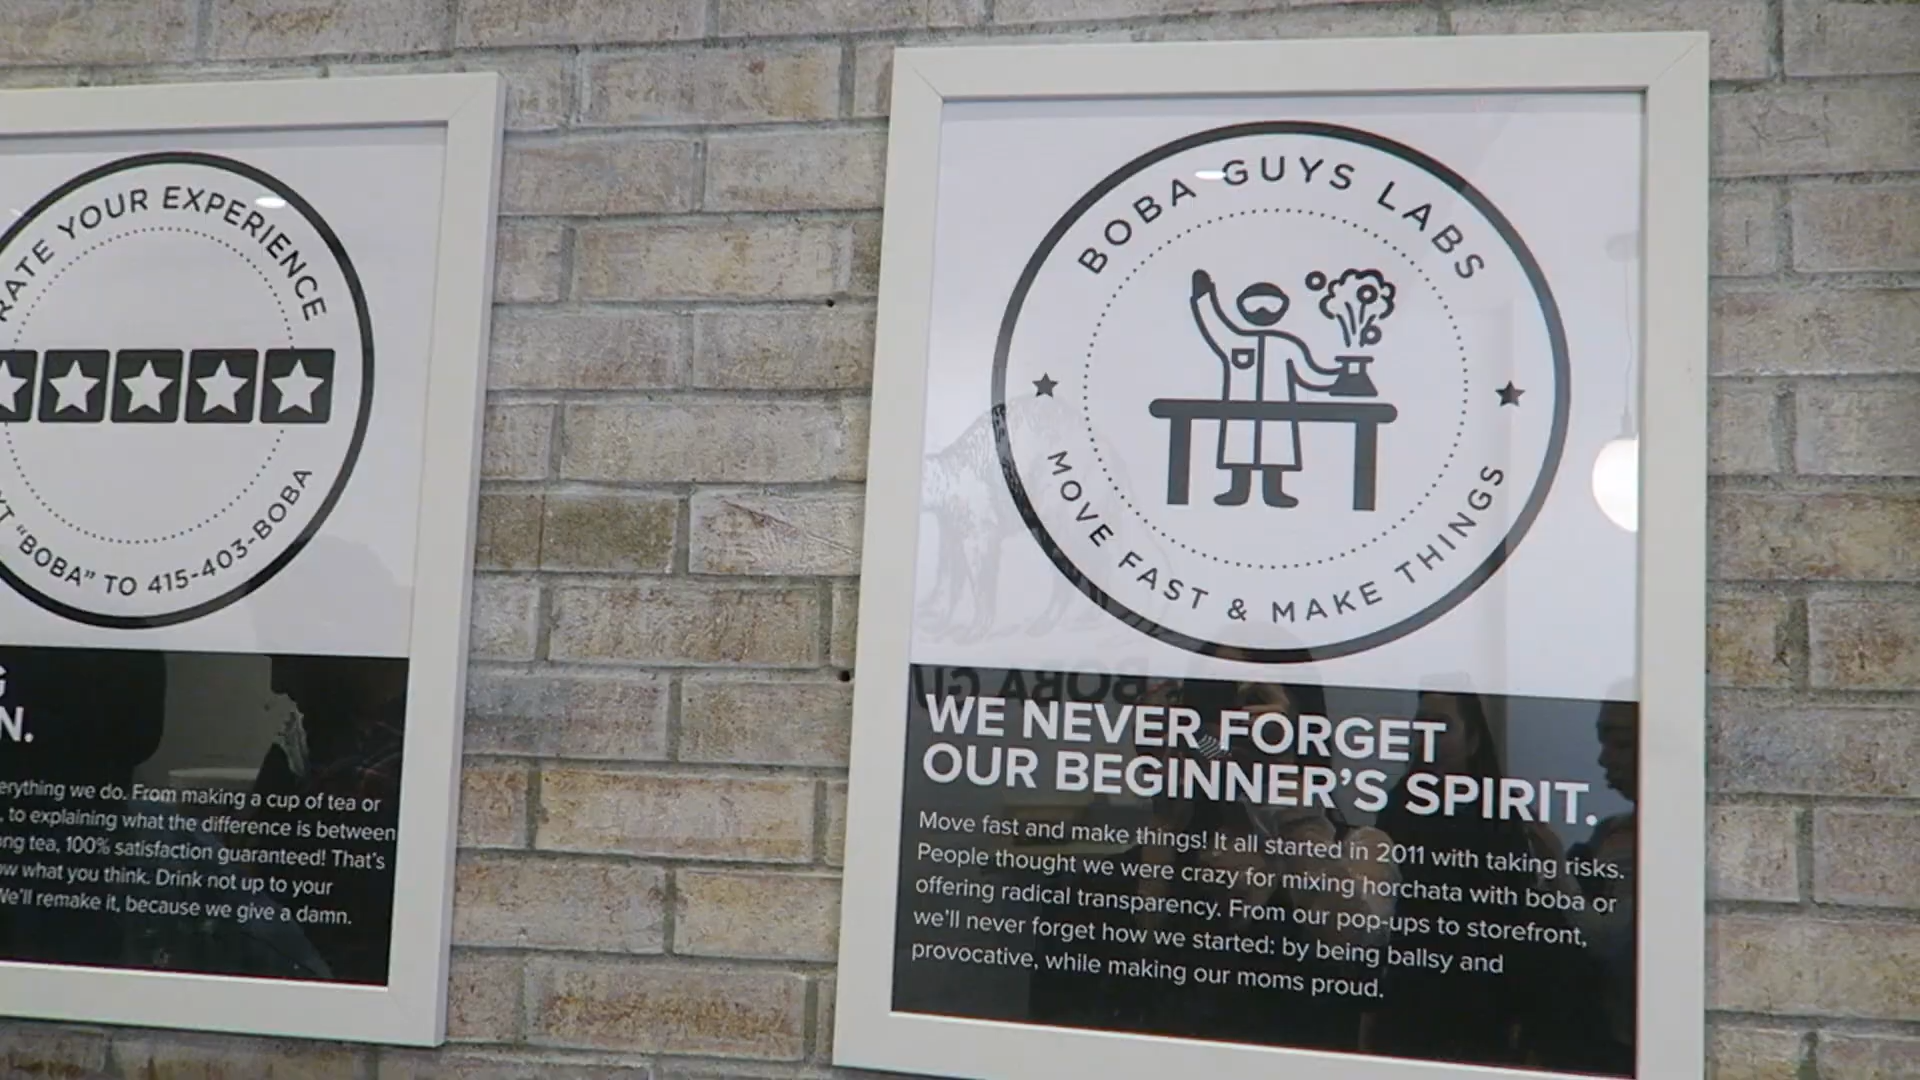 RATE YOUR EXPERIENCE
"BOBA" TO 415-403-BOBA
N.
we do. From making a cup of tea or
to explaining what the difference is between
tea, 100% satisfaction guaranteed! That's
what you think. Drink not up to your
We'll remake it, because we give a damn.
BOBA GUYS LABS
MOVE FAST & MAKE THINGS
WE NEVER FORGET
OUR BEGINNER'S SPIRIT.
Move fast and make things! It all started in 2011 with taking risks.
People thought we were crazy for mixing horchata with boba or
offering radical transparency. From our pop-ups to storefront,
we'll never forget how we started: by being ballsy and
provocative, while making our moms proud.